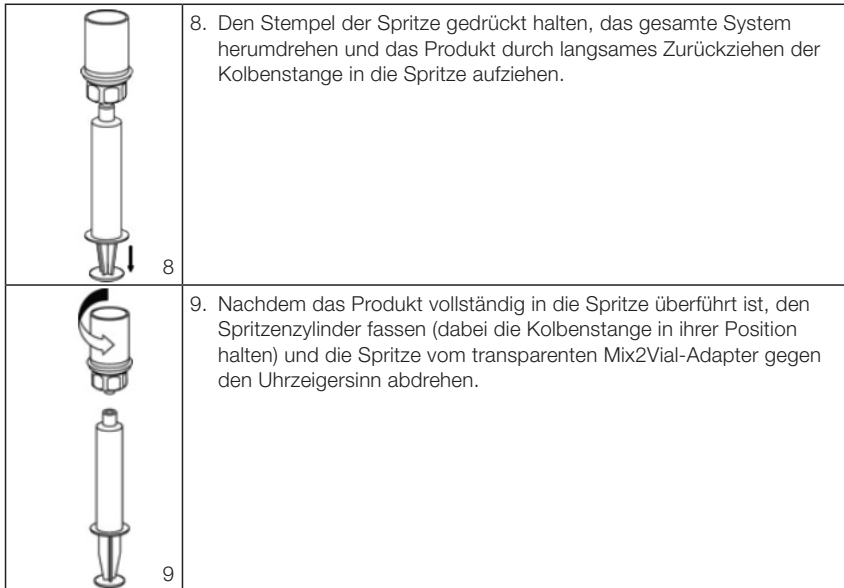 8. Den Stempel der Spritze gedrückt halten, das gesamte System
herumdrehen und das Produkt durch langsames Zurückziehen der
Kolbenstange in die Spritze aufziehen.
8
9. Nachdem das Produkt vollständig in die Spritze überführt ist, den
Spritzenzylinder fassen (dabei die Kolbenstange in ihrer Position
halten) und die Spritze vom transparenten Mix2Vial-Adapter gegen
den Uhrzeigersinn abdrehen.
9